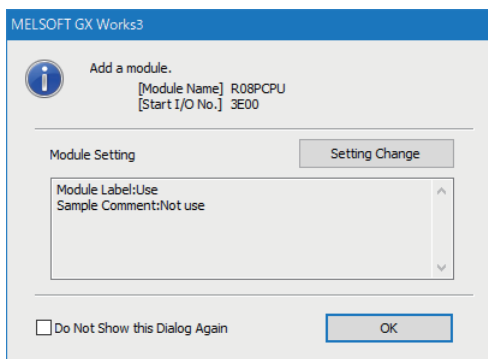 MELSOFT GX Works3
Add a module.
[Module Name] R08PCPU
[Start I/O No.] 3E00
Module Setting
Setting Change
Module Label:Use
Sample Comment:Not use
Do Not Show this Dialog Again
OK